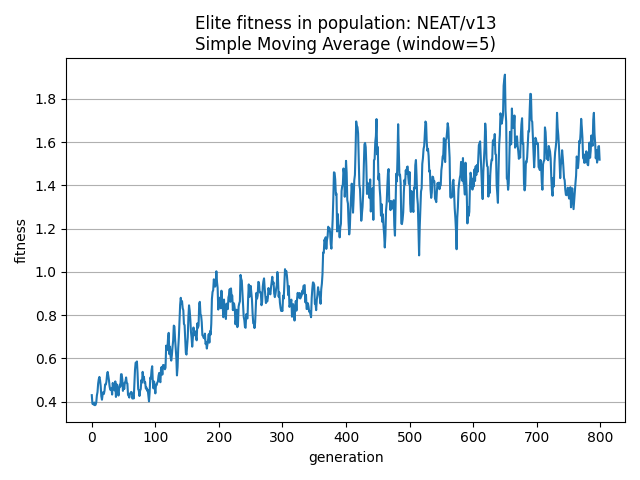 Elite fitness in population: NEAT/v13
Simple Moving Average (window=5)
fitness
1.8
1.6
1.4
1.2
1.0
0.8
0.6
0.4
0 100 200 300 400 500 600 700 800
generation